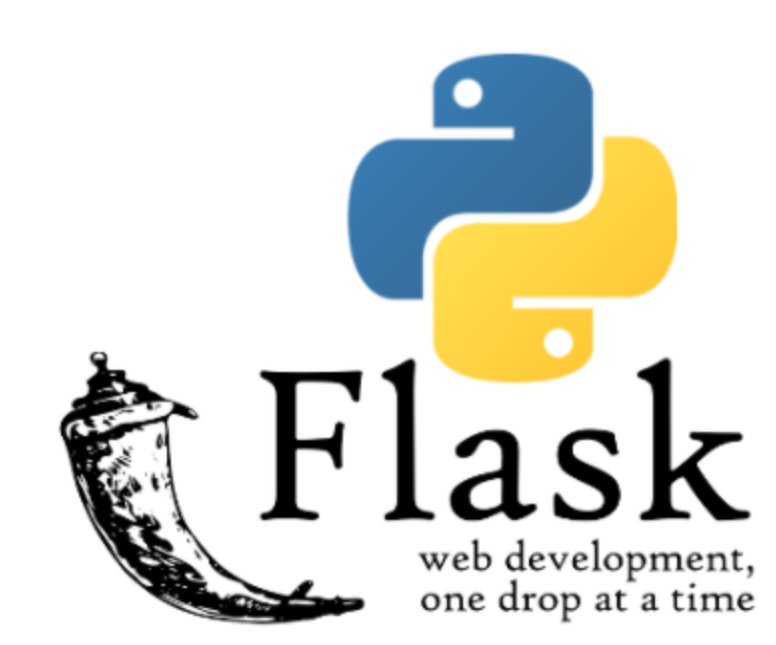 Flask
web development,
one drop at a time